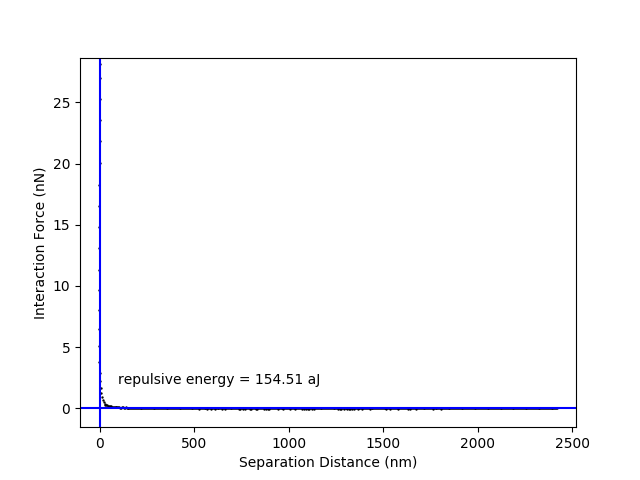 25
20
15
10
5
0
Interaction Force (nN)
repulsive energy = 154.51 aJ
0 500 1000 1500 2000 2500
Separation Distance (nm)